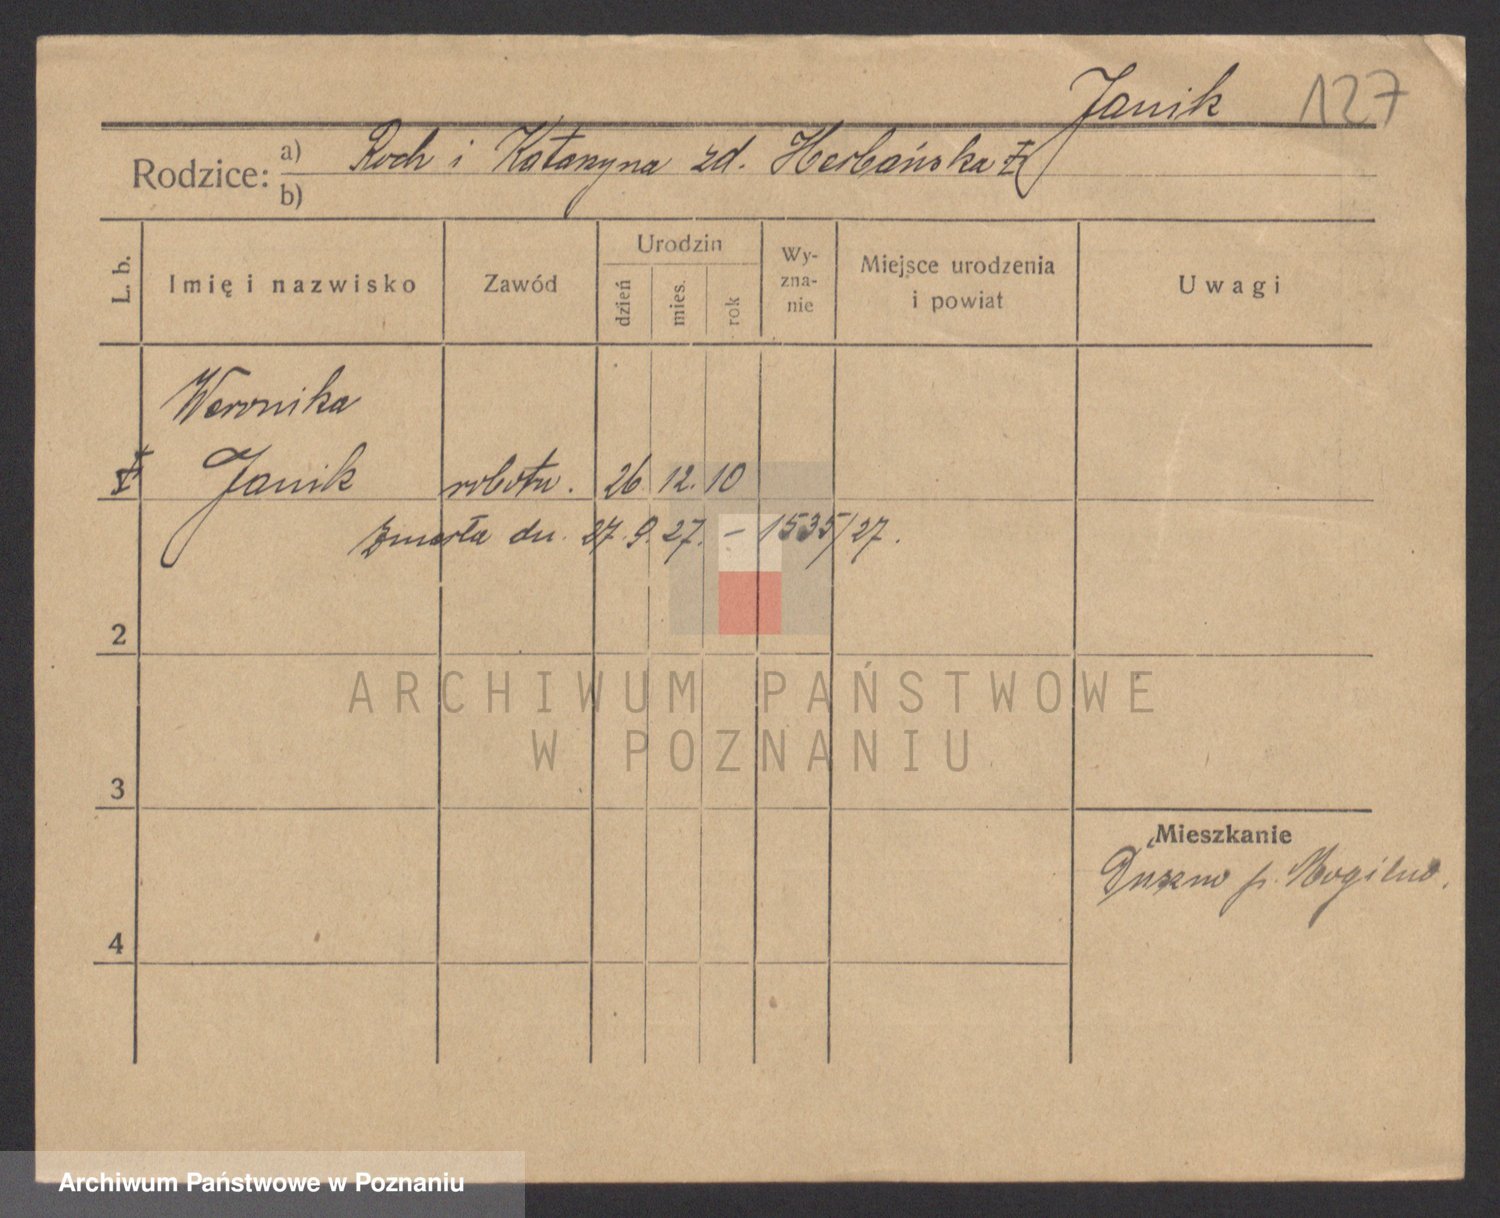 Janik 127
Rodzice: a) Roch i Katarzyna zd. Herbańska
b)
L. b.
Imię i nazwisko
Zawód
Urodzin
dzień
mies.
rok
Wy-
zna-
nie
Miejsce urodzenia
i powiat
Uwagi
Weronika
Janik robotn. 26 12. 10
Zmarła dn. 27. 9. 27. – 1535/27.
2
ARCHIWUM PAŃSTWOWE
W POZNANIU
3
Mieszkanie
Duszno p. Mogilno.
4
Archiwum Państwowe w Poznaniu